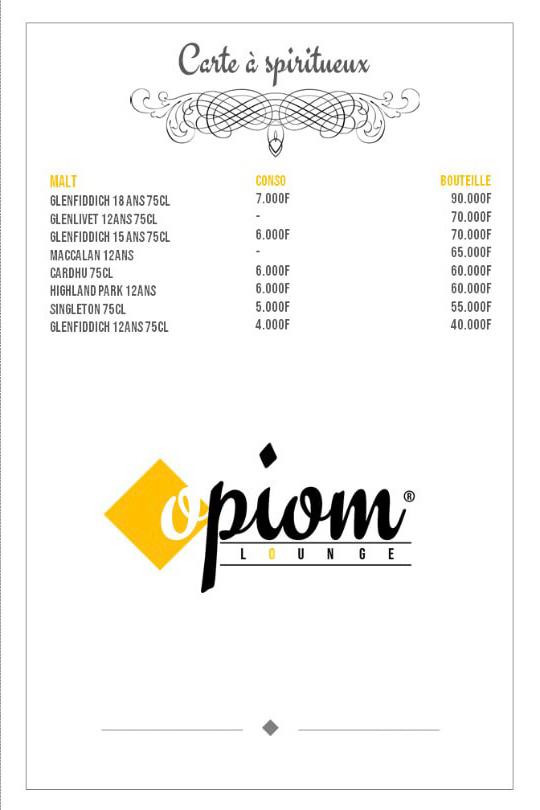 Carte à spiritueux
MALT CONSO BOUTEILLE
GLENFIDDICH 18 ANS 75CL 7.000F 90.000F
GLENLIVET 12ANS 75CL - 70.000F
GLENFIDDICH 15 ANS 75CL 6.000F 70.000F
MACCALAN 12ANS - 65.000F
CARDHU 75CL 6.000F 60.000F
HIGHLAND PARK 12ANS 6.000F 60.000F
SINGLETON 75CL 5.000F 55.000F
GLENFIDDICH 12ANS 75CL 4.000F 40.000F
opiom®
LOUNGE